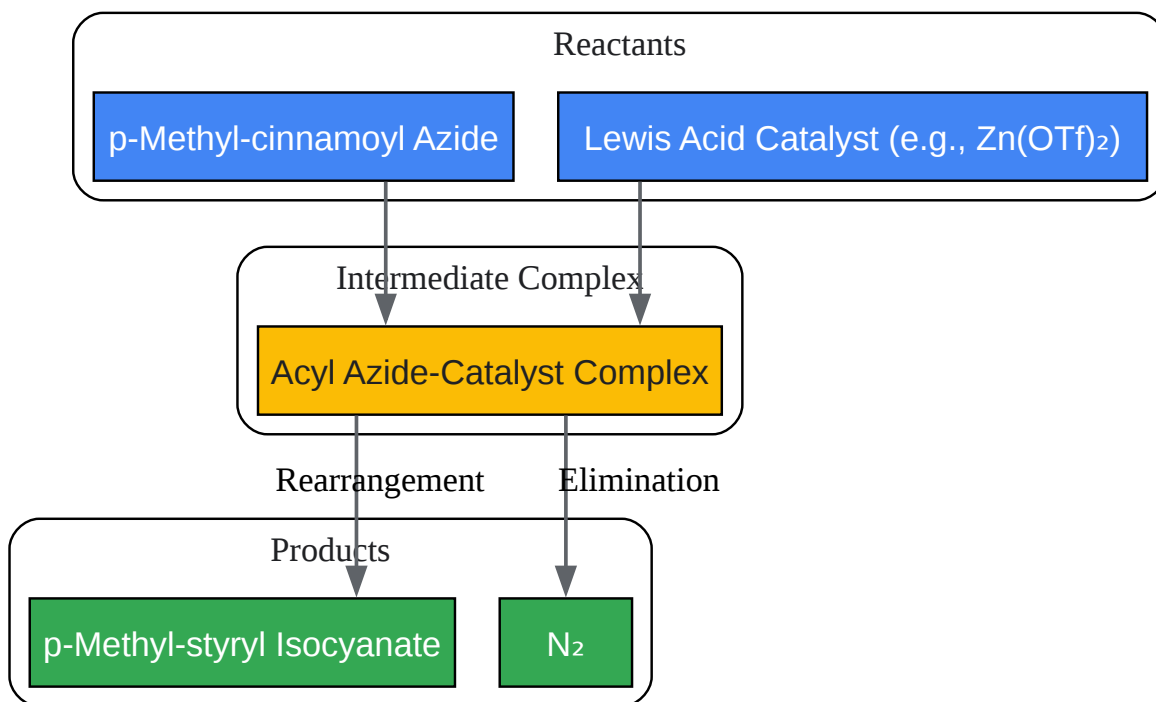 Reactants
p-Methyl-cinnamoyl Azide
Lewis Acid Catalyst (e.g., Zn(OTf)₂)
Intermediate Complex
Acyl Azide-Catalyst Complex
Rearrangement
Elimination
Products
p-Methyl-styryl Isocyanate
N₂